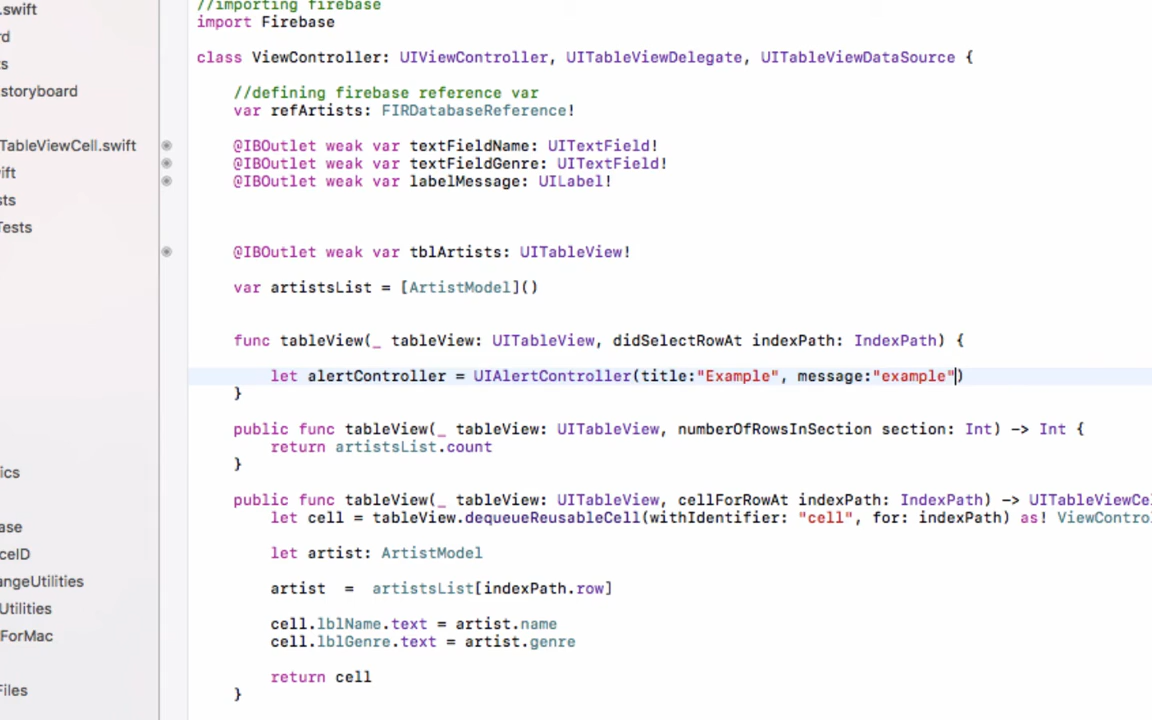 .swift
rd
ts
storyboard
TableViewCell.swift
ift
sts
Tests
ics
ase
ceID
angeUtilities
Utilities
ForMac
Files
//importing firebase
import Firebase
class ViewController: UIViewController, UITableViewDelegate, UITableViewDataSource {
//defining firebase reference var
var refArtists: FIRDatabaseReference!
@IBOutlet weak var textFieldName: UITextField!
@IBOutlet weak var textFieldGenre: UITextField!
@IBOutlet weak var labelMessage: UILabel!
@IBOutlet weak var tblArtists: UITableView!
var artistsList = [ArtistModel]()
func tableView(_ tableView: UITableView, didSelectRowAt indexPath: IndexPath) {
let alertController = UIAlertController(title:"Example", message:"example")
}
public func tableView(_ tableView: UITableView, numberOfRowsInSection section: Int) -> Int {
return artistsList.count
}
public func tableView(_ tableView: UITableView, cellForRowAt indexPath: IndexPath) -> UITableViewCel
let cell = tableView.dequeueReusableCell(withIdentifier: "cell", for: indexPath) as! ViewControl
let artist: ArtistModel
artist = artistsList[indexPath.row]
cell.lblName.text = artist.name
cell.lblGenre.text = artist.genre
return cell
}